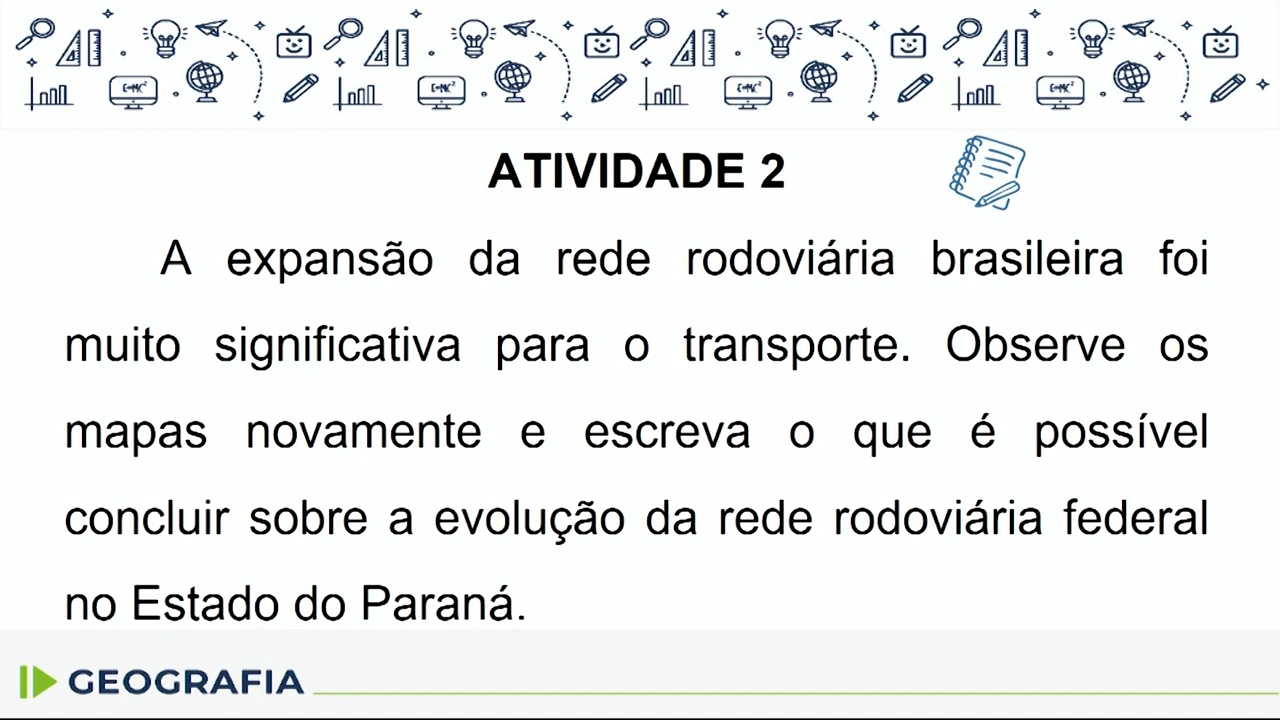 ATIVIDADE 2
A expansão da rede rodoviária brasileira foi
muito significativa para o transporte. Observe os
mapas novamente e escreva o que é possível
concluir sobre a evolução da rede rodoviária federal
no Estado do Paraná.
GEOGRAFIA